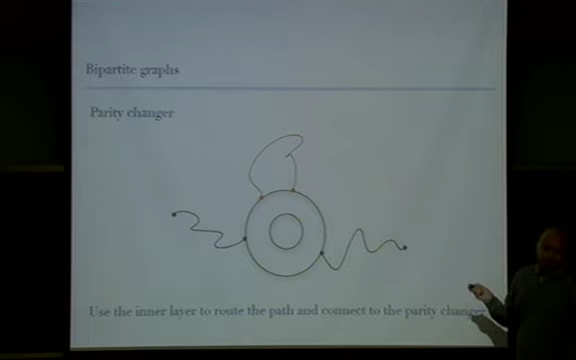 Bipartite graphs
Parity changer
Use the inner layer to route the path and connect to the parity changer